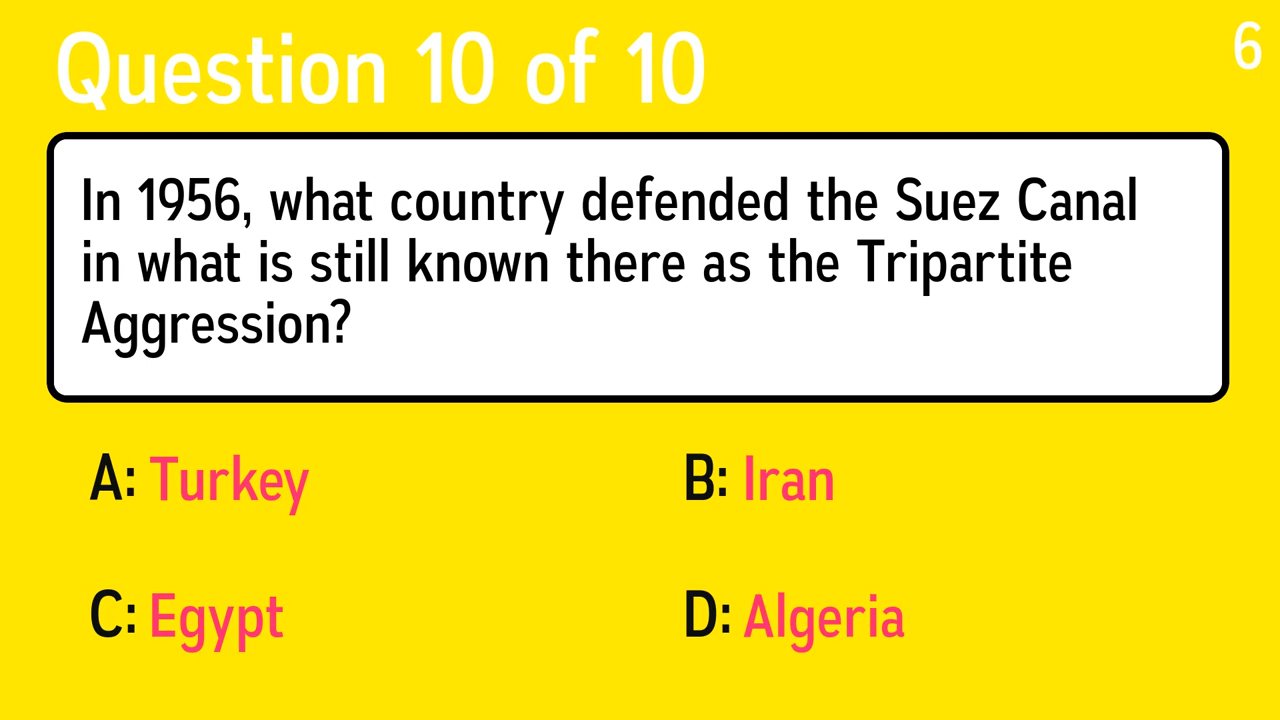 Question 10 of 10
6
In 1956, what country defended the Suez Canal
in what is still known there as the Tripartite
Aggression?
A: Turkey
B: Iran
C: Egypt
D: Algeria